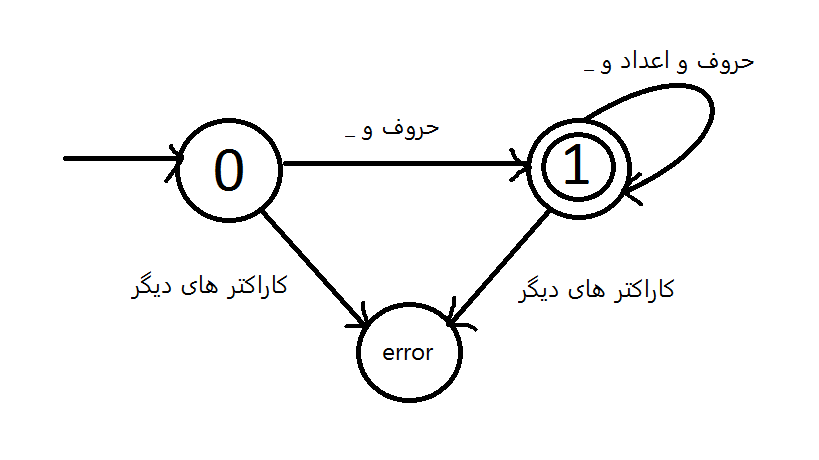 حروف و اعداد و _
حروف و _
0
1
کاراکتر های دیگر
کاراکتر های دیگر
error